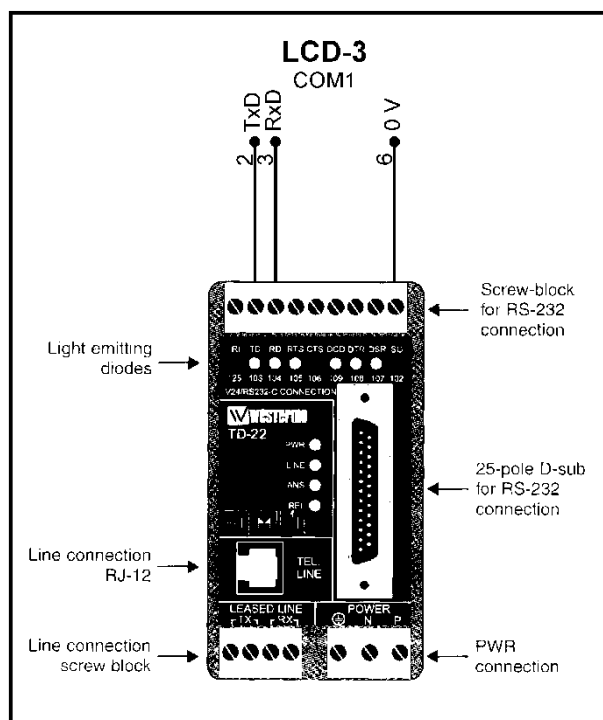 LCD-3
COM1
2 TxD
3 RxD
6 0 V
Screw-block
for RS-232
connection
Light emitting
diodes
RI TD RD RTS CTS DCD DTR DSR SG
125 103 104 105 106 109 108 107 102
V24/RS232-C CONNECTION
WESTERMO
TD-22
PWR
LINE
ANS
25-pole D-sub
for RS-232
connection
Line connection
RJ-12
TEL.
LINE
LEASED LINE POWER
TX RX N P
Line connection
screw block
PWR
connection